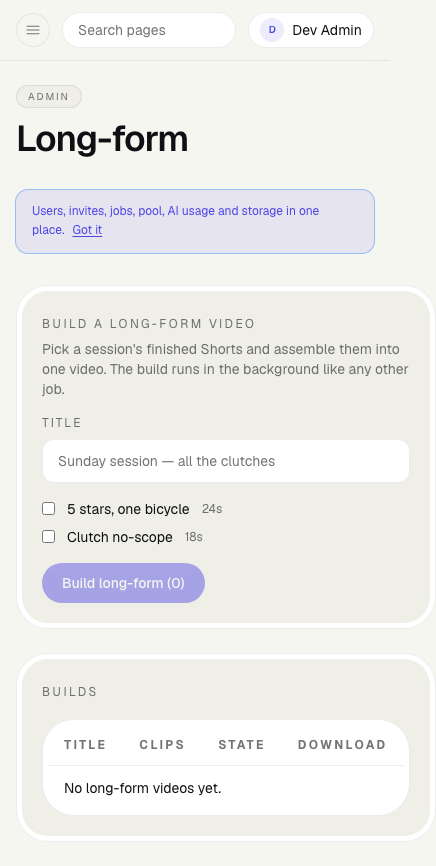 Search pages
D
Dev Admin
ADMIN
Long-form
Users, invites, jobs, pool, AI usage and storage in one
place. Got it
BUILD A LONG-FORM VIDEO
Pick a session's finished Shorts and assemble them into
one video. The build runs in the background like any other
job.
TITLE
Sunday session — all the clutches
5 stars, one bicycle 24s
Clutch no-scope 18s
Build long-form (0)
BUILDS
TITLE CLIPS STATE DOWNLOAD
No long-form videos yet.